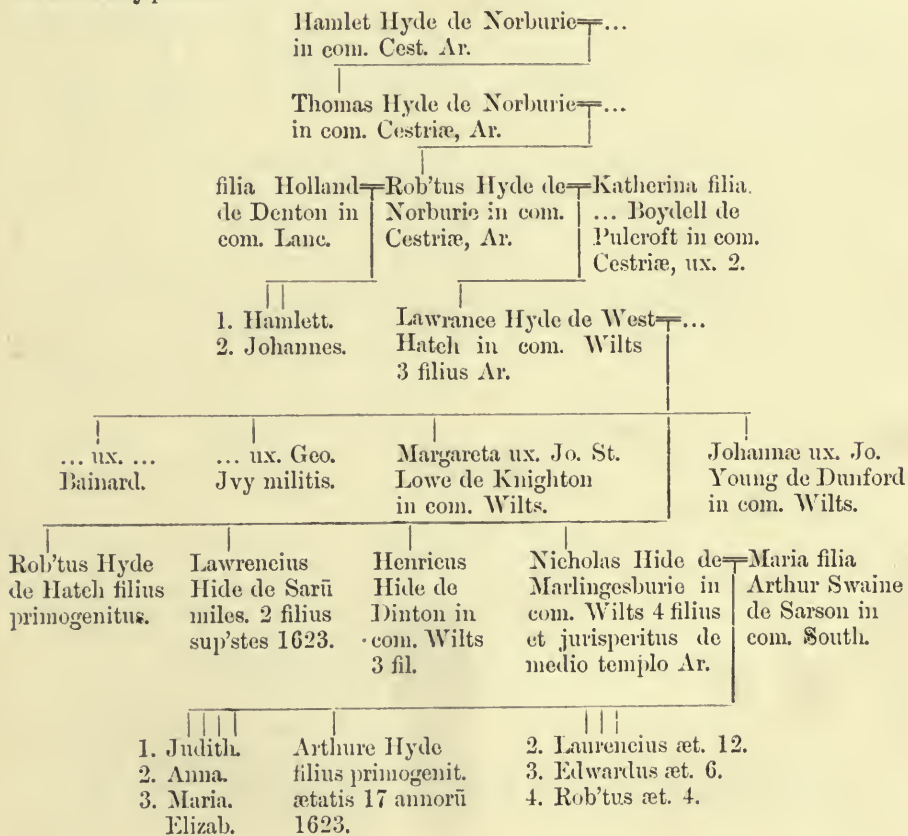 Hamlet Hyde de Norburie=...
in com. Cest. Ar.
Thomas Hyde de Norburie=...
in com. Cestriæ, Ar.
filia Holland=Rob'tus Hyde de=Katherina filia
de Denton in Norburie in com. ... Boydell de
com. Lanc. Cestriæ, Ar. Pulcroft in com.
Cestriæ, ux. 2.
1. Hamlett. Lawrance Hyde de West=...
2. Johannes. Hatch in com. Wilts
3 filius Ar.
... ux. ... ... ux. Geo. Margareta ux. Jo. St. Johannæ ux. Jo.
Bainard. Jvy militis. Lowe de Knighton Young de Dunford
in com. Wilts. in com. Wilts.
Rob'tus Hyde Lawrencius Henricus Nicholas Hide de=Maria filia
de Hatch filius Hide de Sarū Hide de Marlingesburie in Arthur Swaine
primogenitus. miles. 2 filius Dinton in com. Wilts 4 filius de Sarson in
sup'stes 1623. com. Wilts et jurisperitus de com. South.
3 fil. medio templo Ar.
1. Judith. Arthure Hyde 2. Laurencius æt. 12.
2. Anna. filius primogenit. 3. Edwardus æt. 6.
3. Maria. ætatis 17 annorū 4. Rob'tus æt. 4.
Elizab. 1623.